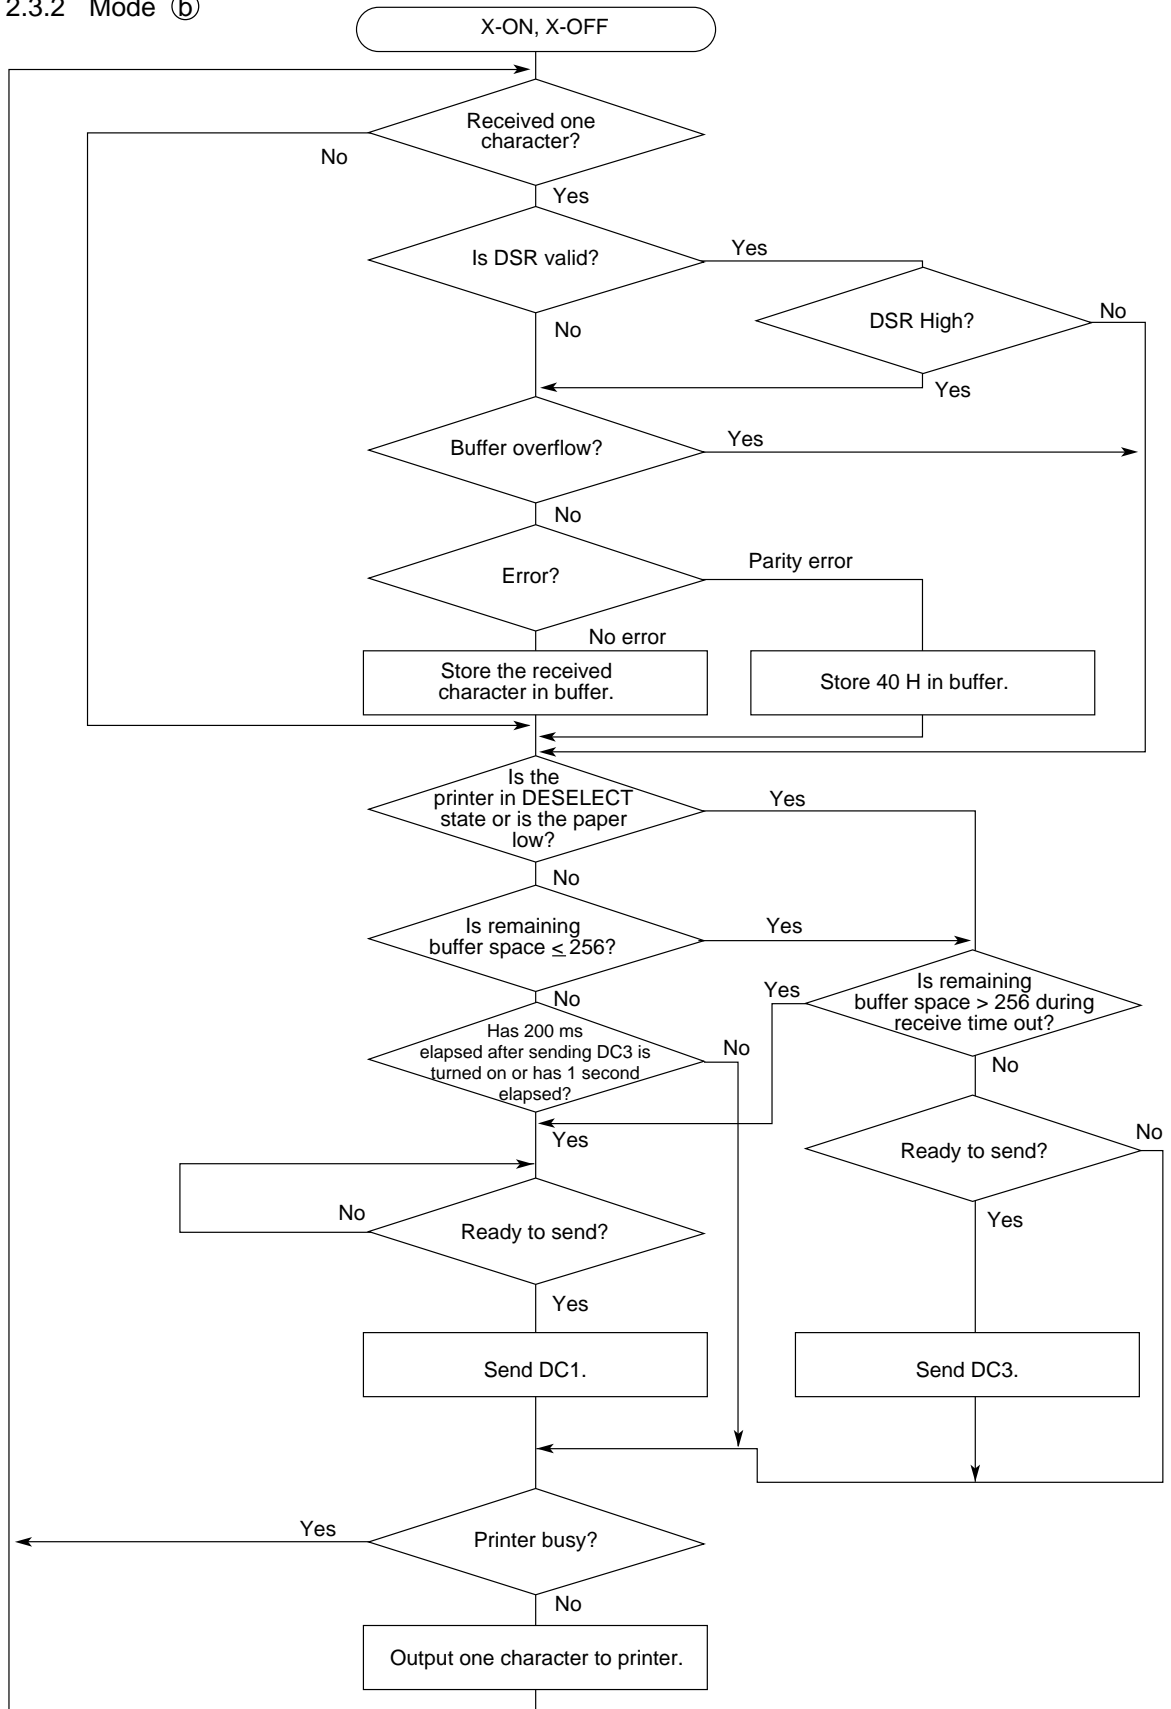 2.3.2 Mode ⓑ
X-ON, X-OFF
Received one
character?
No
Yes
Is DSR valid?
Yes
No
DSR High?
No
Yes
Buffer overflow?
Yes
No
Error?
Parity error
No error
Store the received
character in buffer.
Store 40 H in buffer.
Is the
printer in DESELECT
state or is the paper
low?
Yes
No
Is remaining
buffer space ≤ 256?
Yes
No
Is remaining
buffer space > 256 during
receive time out?
Yes
No
Has 200 ms
elapsed after sending DC3 is
turned on or has 1 second
elapsed?
No
Yes
Ready to send?
No
Yes
Ready to send?
No
Yes
Send DC1.
Send DC3.
Printer busy?
Yes
No
Output one character to printer.